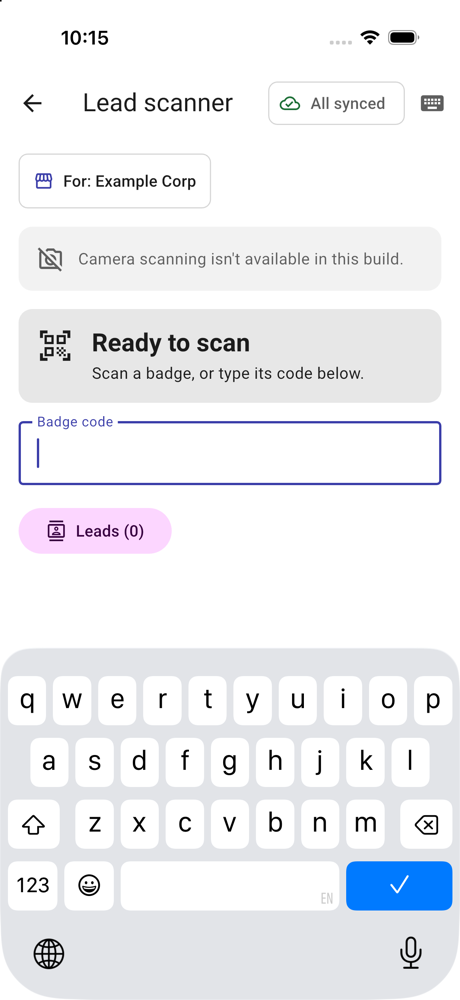 10:15
Lead scanner
All synced
For: Example Corp
Camera scanning isn't available in this build.
Ready to scan
Scan a badge, or type its code below.
Badge code
Leads (0)
q w e r t y u i o p
a s d f g h j k l
z x c v b n m
123
EN